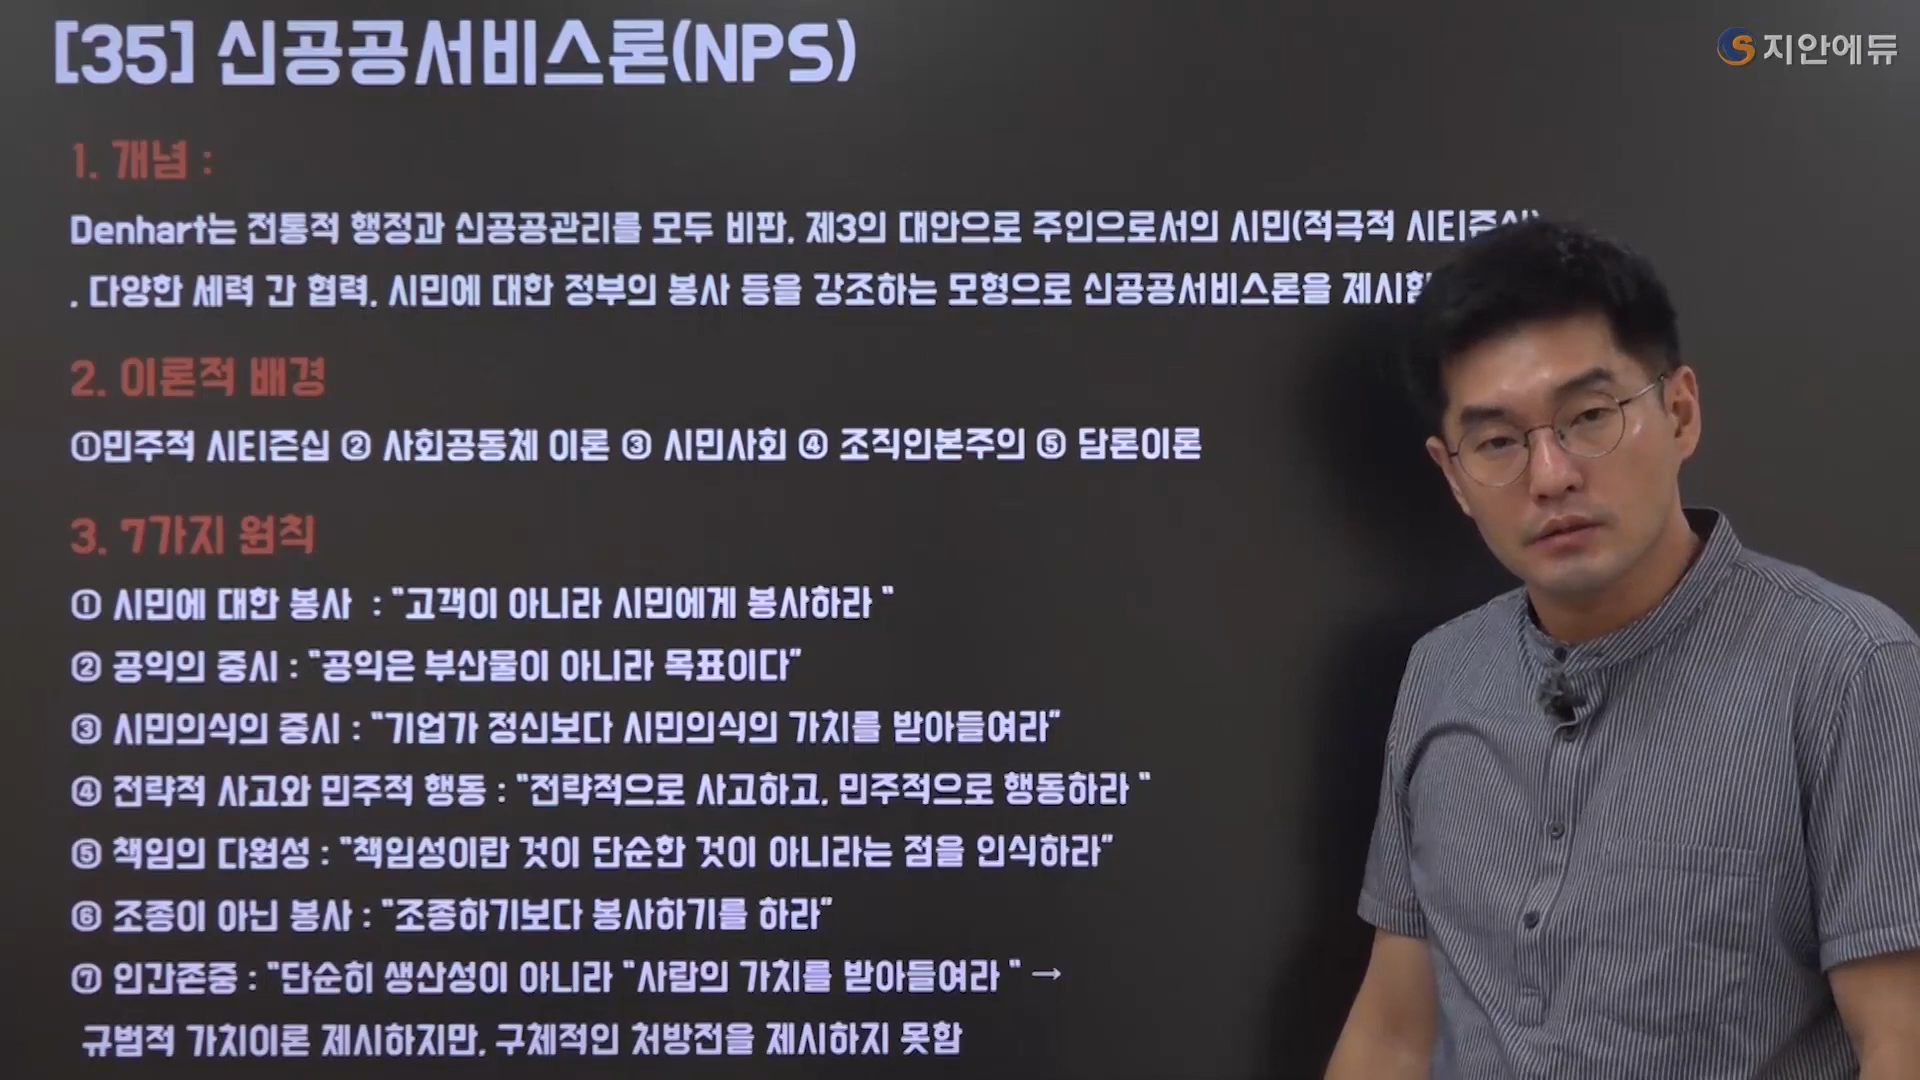 [35] 신공공서비스론(NPS)
지안에듀
1. 개념 :
Denhart는 전통적 행정과 신공공관리를 모두 비판, 제3의 대안으로 주인으로서의 시민(적극적
, 다양한 세력 간 협력, 시민에 대한 정부의 봉사 등을 강조하는 모형으로 신공공서비스론을
2. 이론적 배경
①민주적 시티즌십 ② 사회공동체 이론 ③ 시민사회 ④ 조직인본주의 ⑤ 담론이론
3. 7가지 원칙
① 시민에 대한 봉사 : "고객이 아니라 시민에게 봉사하라 "
② 공익의 중시 : "공익은 부산물이 아니라 목표이다"
③ 시민의식의 중시 : "기업가 정신보다 시민의식의 가치를 받아들여라"
④ 전략적 사고와 민주적 행동 : "전략적으로 사고하고, 민주적으로 행동하라 "
⑤ 책임의 다원성 : "책임성이란 것이 단순한 것이 아니라는 점을 인식하라"
⑥ 조종이 아닌 봉사 : "조종하기보다 봉사하기를 하라"
⑦ 인간존중 : "단순히 생산성이 아니라 "사람의 가치를 받아들여라 " →
규범적 가치이론 제시하지만, 구체적인 처방전을 제시하지 못함